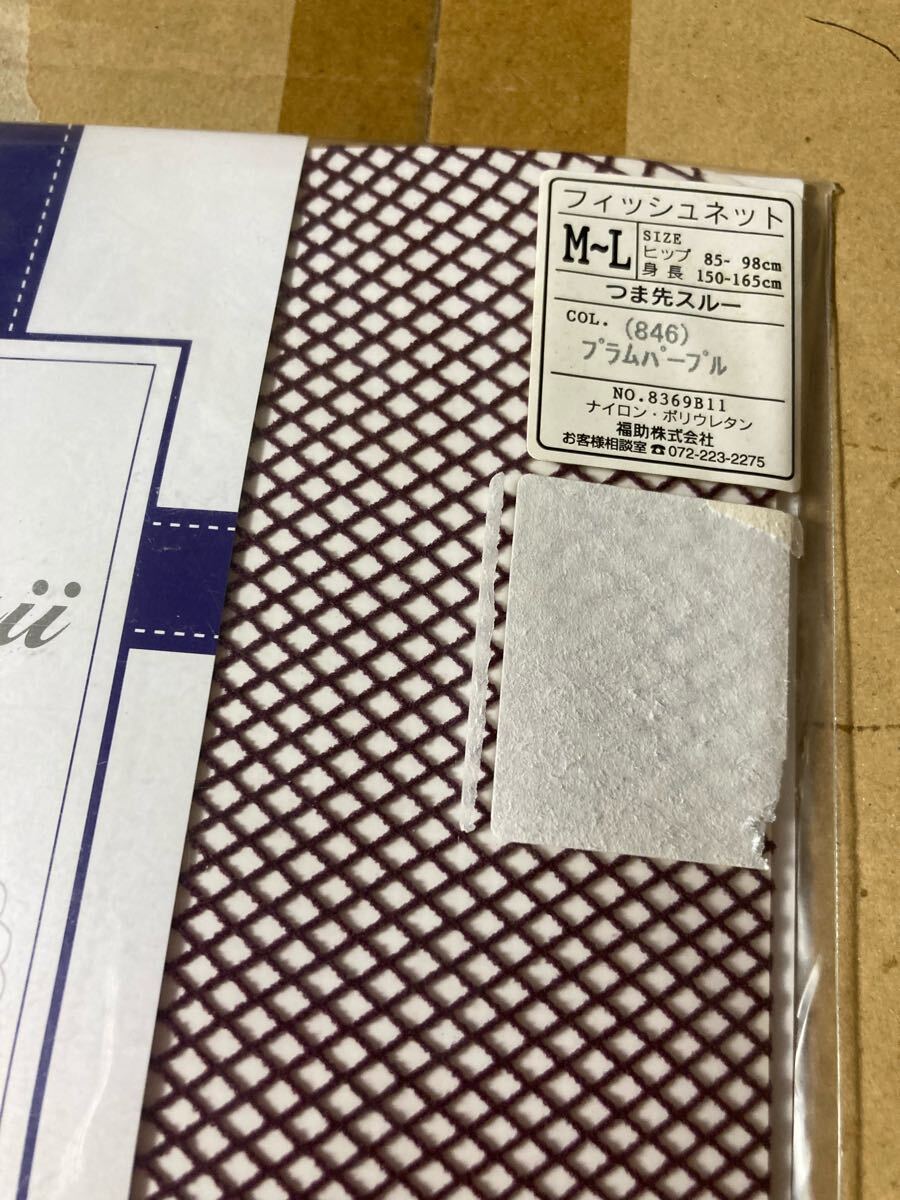 フィッシュネット
M~L
SIZE
ヒップ 85- 98cm
身長 150-165cm
つま先スルー
COL. (846)
プラムパープル
NO.8369B11
ナイロン・ポリウレタン
福助株式会社
お客様相談室☎072-223-2275